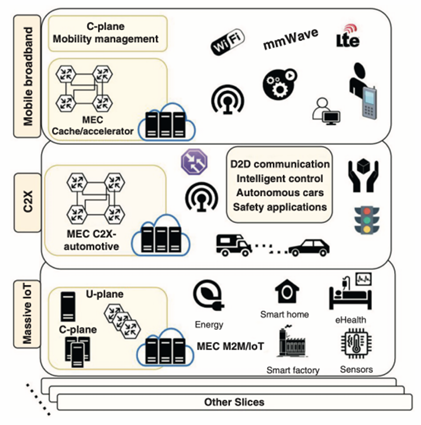 Mobile broadband
C-plane
Mobility management
MEC
Cache/accelerator
WiFi
mmWave
Lte
C2X
MEC C2X-
automotive
D2D communication
Intelligent control
Autonomous cars
Safety applications
Massive IoT
U-plane
C-plane
MEC M2M/IoT
Energy
Smart home
eHealth
Smart factory
Sensors
Other Slices